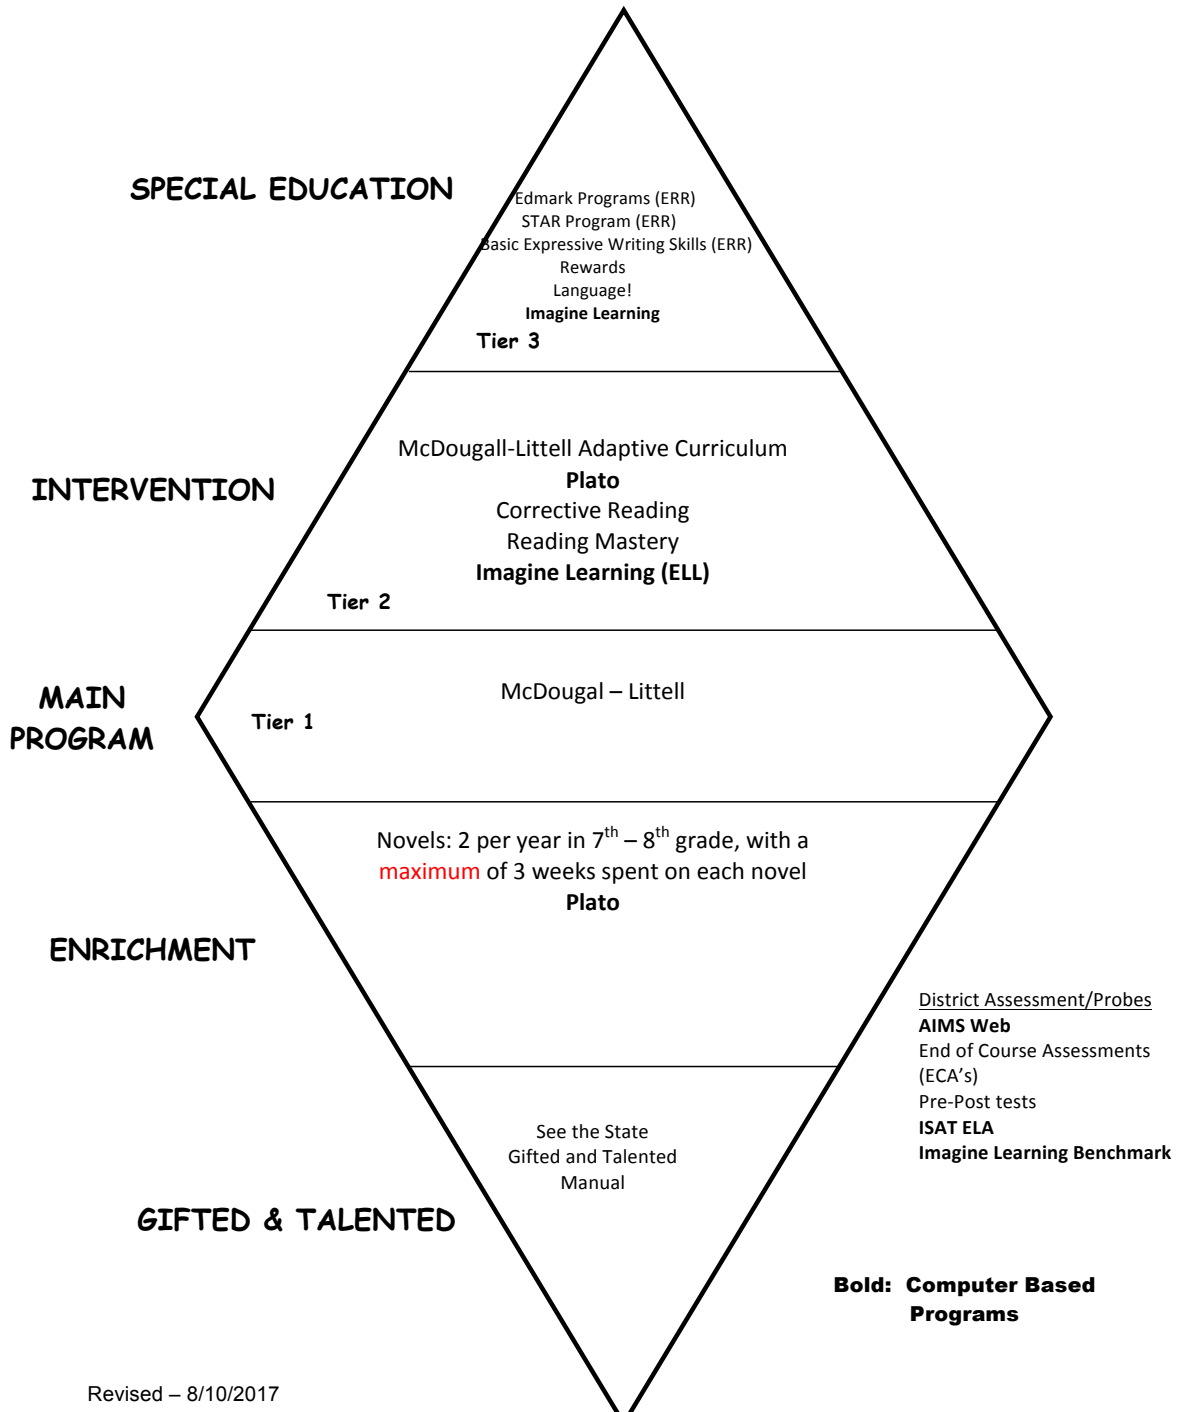 SPECIAL EDUCATION
Edmark Programs (ERR)
STAR Program (ERR)
Basic Expressive Writing Skills (ERR)
Rewards
Language!
Imagine Learning
Tier 3
INTERVENTION
McDougall-Littell Adaptive Curriculum
Plato
Corrective Reading
Reading Mastery
Imagine Learning (ELL)
Tier 2
MAIN
PROGRAM
McDougal – Littell
Tier 1
ENRICHMENT
Novels: 2 per year in 7th – 8th grade, with a
maximum of 3 weeks spent on each novel
Plato
District Assessment/Probes
AIMS Web
End of Course Assessments
(ECA’s)
Pre-Post tests
ISAT ELA
Imagine Learning Benchmark
GIFTED & TALENTED
See the State
Gifted and Talented
Manual
Bold: Computer Based
Programs
Revised – 8/10/2017